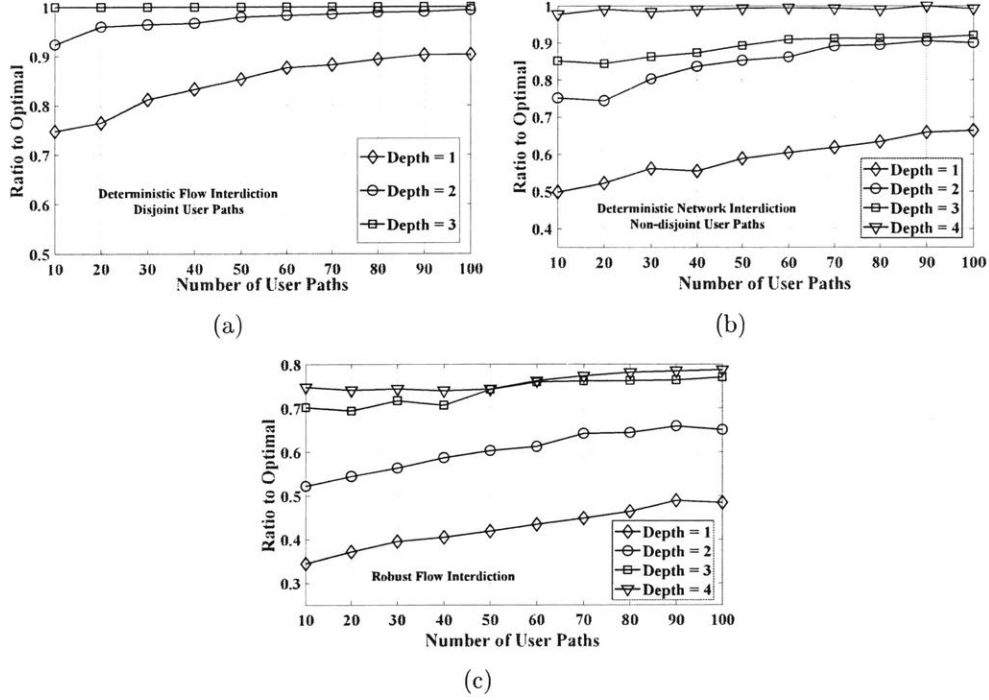 Ratio to Optimal
1
0.9
0.8
0.7
0.6
0.5
Deterministic Flow Interdiction
Disjoint User Paths
Depth = 1
Depth = 2
Depth = 3
10 20 30 40 50 60 70 80 90 100
Number of User Paths
(a)
Ratio to Optimal
1
0.9
0.8
0.7
0.6
0.5
0.4
Deterministic Network Interdiction
Non-disjoint User Paths
Depth = 1
Depth = 2
Depth = 3
Depth = 4
10 20 30 40 50 60 70 80 90 100
Number of User Paths
(b)
Ratio to Optimal
0.8
0.7
0.6
0.5
0.4
0.3
Robust Flow Interdiction
Depth = 1
Depth = 2
Depth = 3
Depth = 4
10 20 30 40 50 60 70 80 90 100
Number of User Paths
(c)